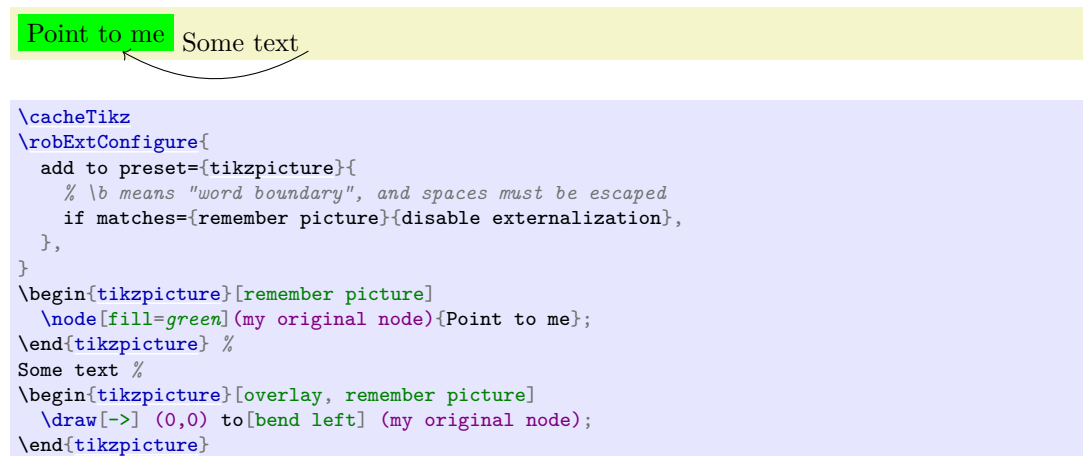 Point to me Some text
\cacheTikz
\robExtConfigure{
  add to preset={tikzpicture}{
    % \b means "word boundary", and spaces must be escaped
    if matches={remember picture}{disable externalization},
  },
}
\begin{tikzpicture}[remember picture]
  \node[fill=green](my original node){Point to me};
\end{tikzpicture} %
Some text %
\begin{tikzpicture}[overlay, remember picture]
  \draw[->] (0,0) to[bend left] (my original node);
\end{tikzpicture}